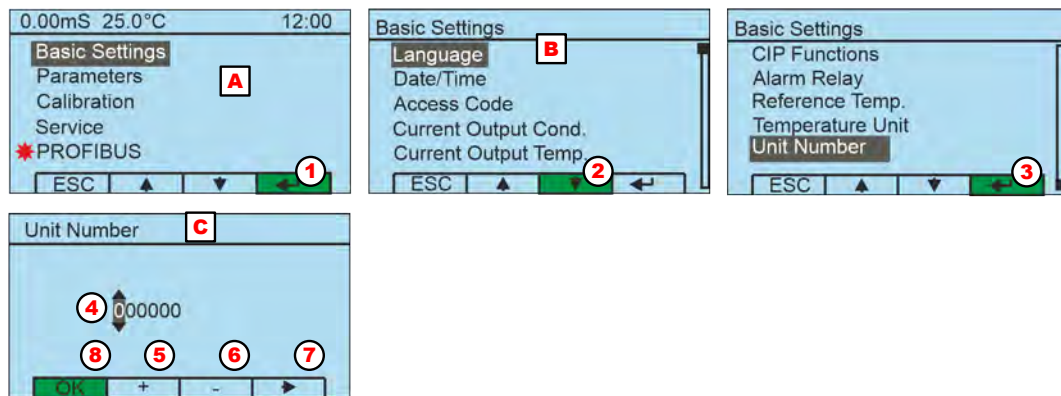 0.00mS 25.0°C 12:00
Basic Settings
Parameters
A
Calibration
Service
PROFIBUS
1
ESC
Basic Settings
B
Language
Date/Time
Access Code
Current Output Cond.
Current Output Temp.
2
ESC
Basic Settings
CIP Functions
Alarm Relay
Reference Temp.
Temperature Unit
Unit Number
3
ESC
Unit Number C
4 000000
8 5 6 7
OK + -